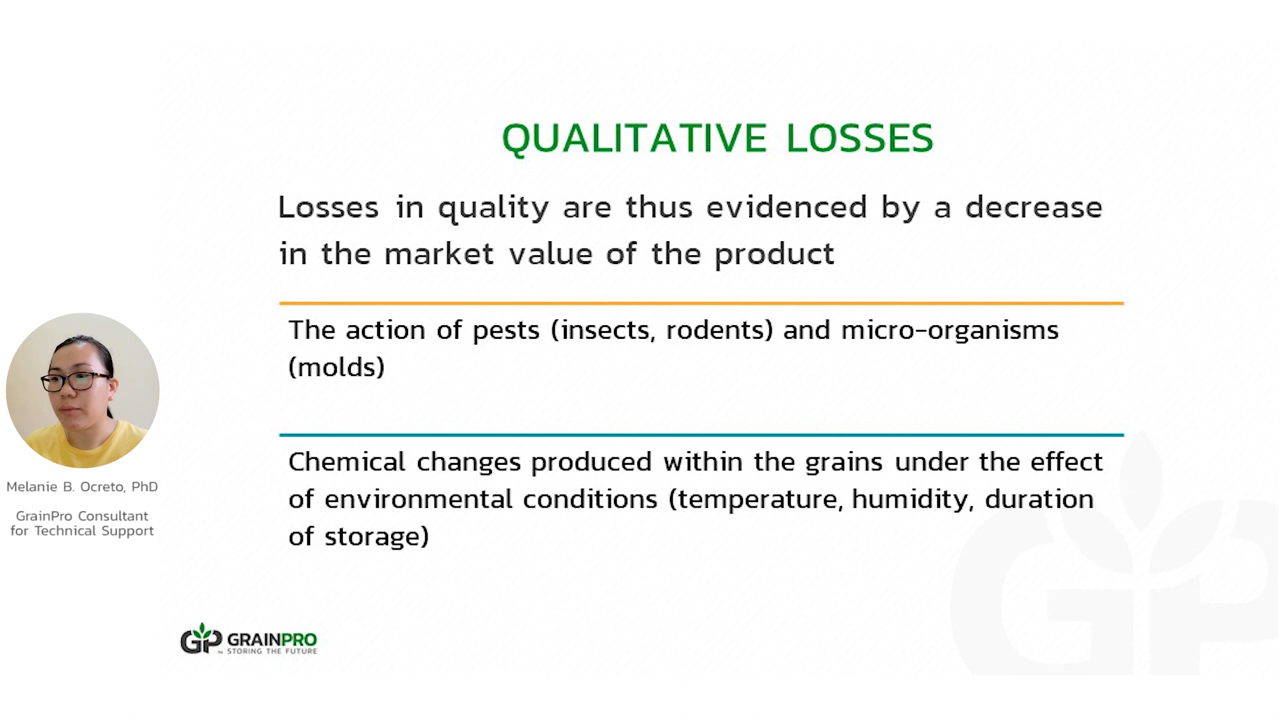 QUALITATIVE LOSSES
Losses in quality are thus evidenced by a decrease
in the market value of the product
The action of pests (insects, rodents) and micro-organisms
(molds)
Chemical changes produced within the grains under the effect
of environmental conditions (temperature, humidity, duration
of storage)
Melanie B. Ocreto, PhD
GrainPro Consultant
for Technical Support
GP GRAINPRO
STORING THE FUTURE